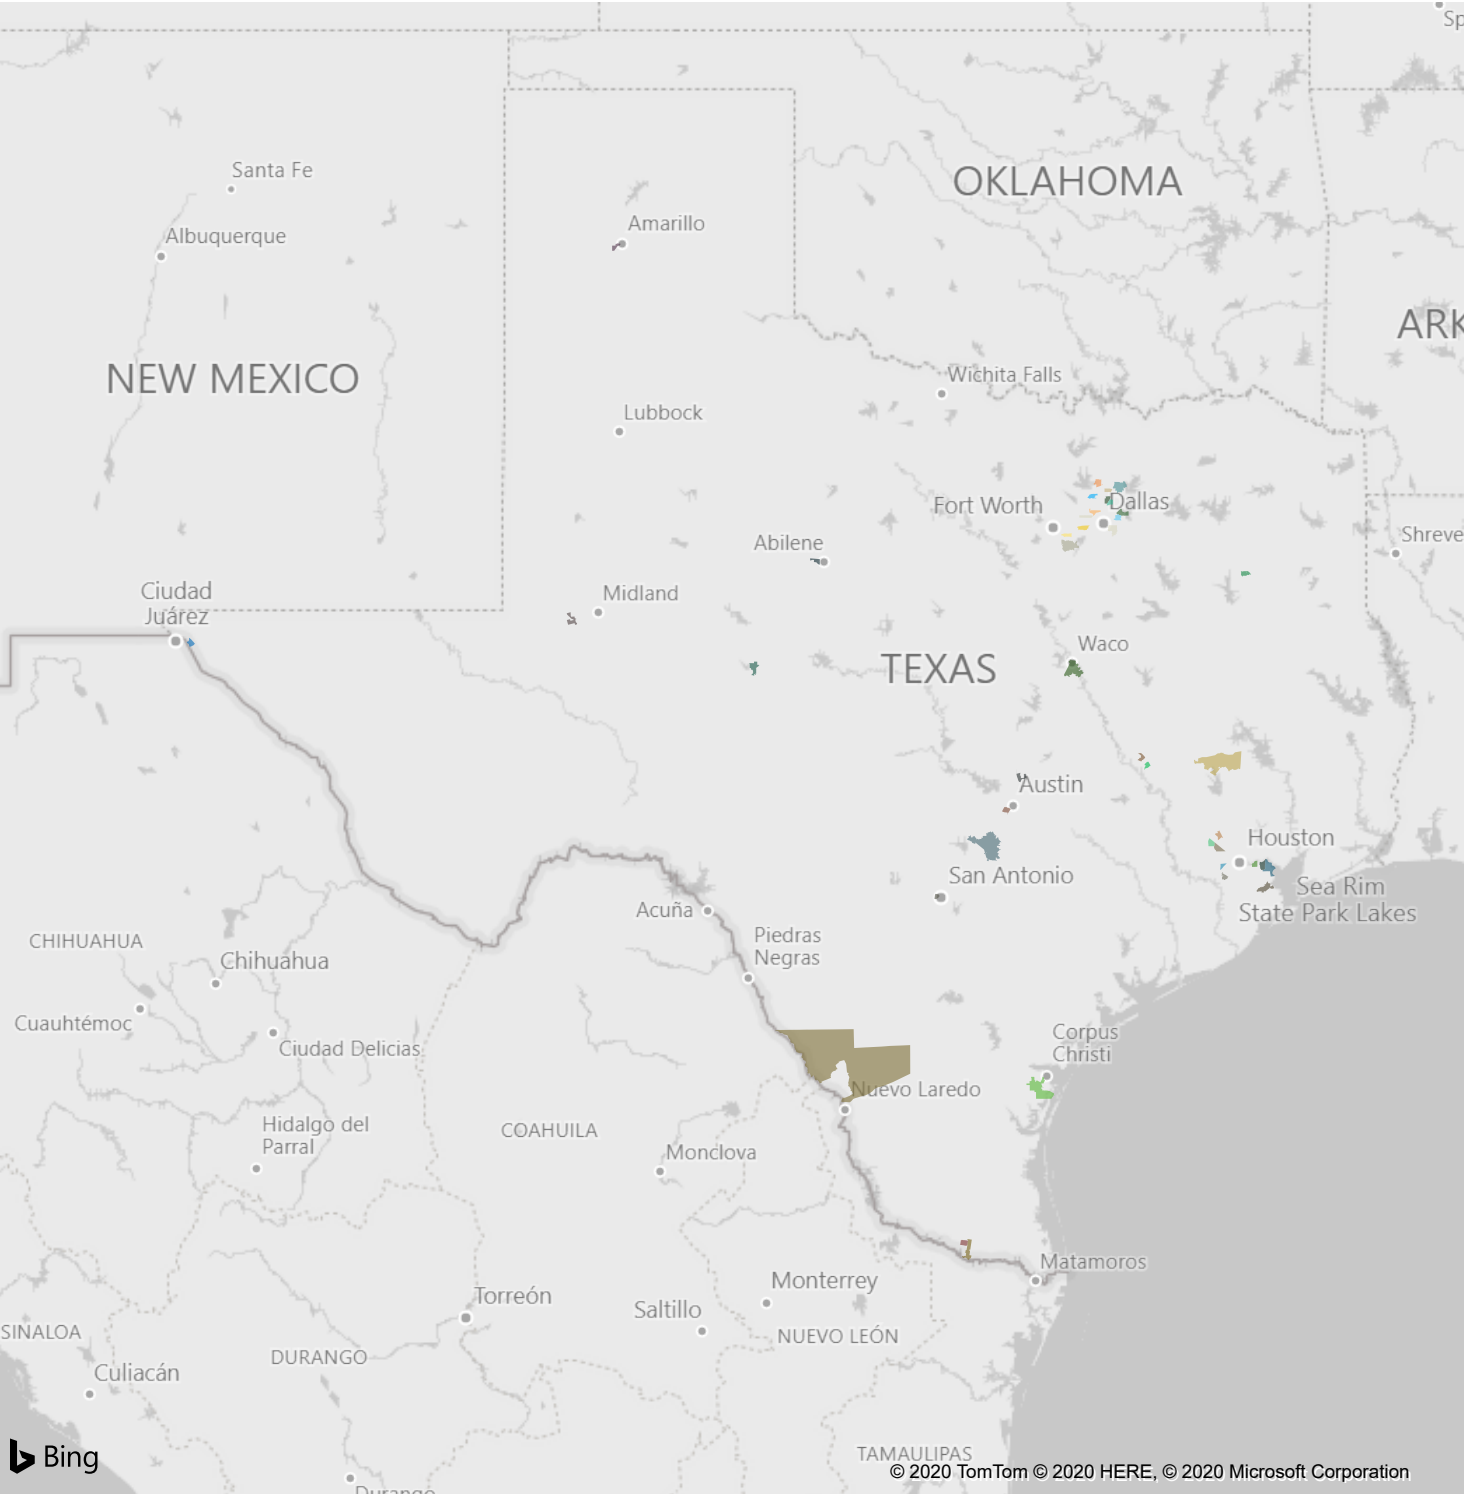 Sp
Santa Fe
OKLAHOMA
Amarillo
Albuquerque
ARK
NEW MEXICO
Wichita Falls
Lubbock
Fort Worth
Dallas
Shreve
Abilene
Ciudad
Juárez
Midland
Waco
TEXAS
Austin
Houston
San Antonio
Sea Rim
State Park Lakes
Acuña
Piedras
Negras
CHIHUAHUA
Chihuahua
Cuauhtémoc
Ciudad Delicias
Corpus
Christi
Nuevo Laredo
Hidalgo del
Parral
COAHUILA
Monclova
Matamoros
Monterrey
Torreón
Saltillo
SINALOA
NUEVO LEÓN
DURANGO
Culiacán
TAMAULIPAS
Bing
© 2020 TomTom © 2020 HERE, © 2020 Microsoft Corporation
Durango